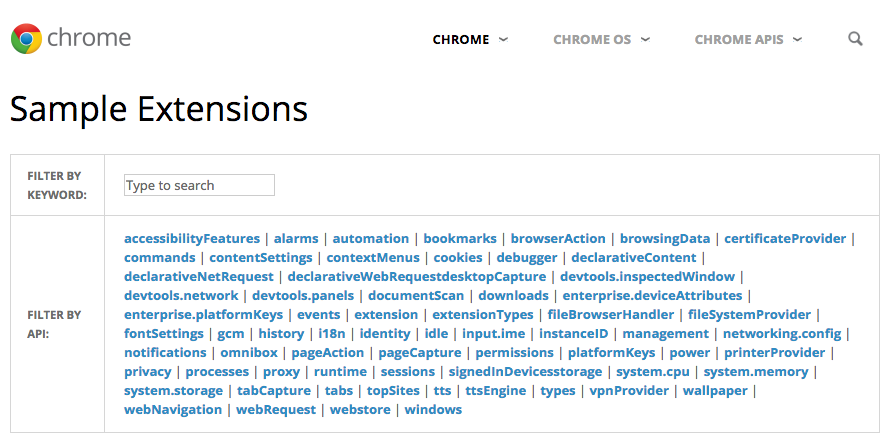 chrome
CHROME CHROME OS CHROME APIS
Sample Extensions
FILTER BY
KEYWORD:
Type to search
FILTER BY
API:
accessibilityFeatures | alarms | automation | bookmarks | browserAction | browsingData | certificateProvider |
commands | contentSettings | contextMenus | cookies | debugger | declarativeContent |
declarativeNetRequest | declarativeWebRequestdesktopCapture | devtools.inspectedWindow |
devtools.network | devtools.panels | documentScan | downloads | enterprise.deviceAttributes |
enterprise.platformKeys | events | extension | extensionTypes | fileBrowserHandler | fileSystemProvider |
fontSettings | gcm | history | i18n | identity | idle | input.ime | instanceID | management | networking.config |
notifications | omnibox | pageAction | pageCapture | permissions | platformKeys | power | printerProvider |
privacy | processes | proxy | runtime | sessions | signedInDevicesstorage | system.cpu | system.memory |
system.storage | tabCapture | tabs | topSites | tts | ttsEngine | types | vpnProvider | wallpaper |
webNavigation | webRequest | webstore | windows